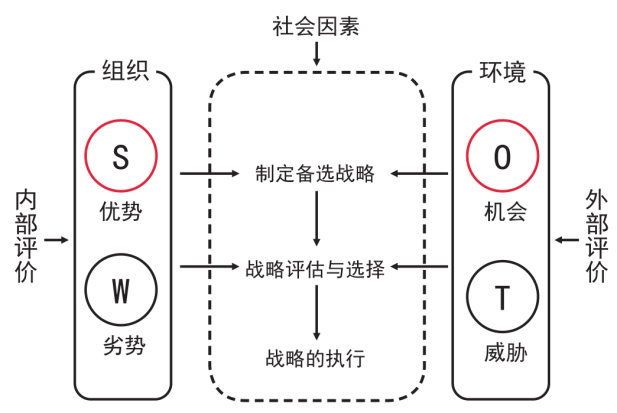 社会因素
组织
环境
S
优势
W
劣势
内部评价
制定备选战略
战略评估与选择
战略的执行
O
机会
T
威胁
外部评价